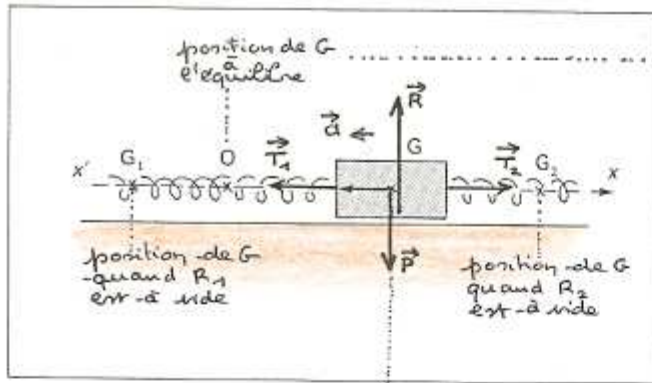 position de G
à
l'équilibre
R
a
G
G₁
O
T₁
T₂
G₂
x'
x
P
position de G
quand R₁
est à vide
position de G
quand R₂
est à vide